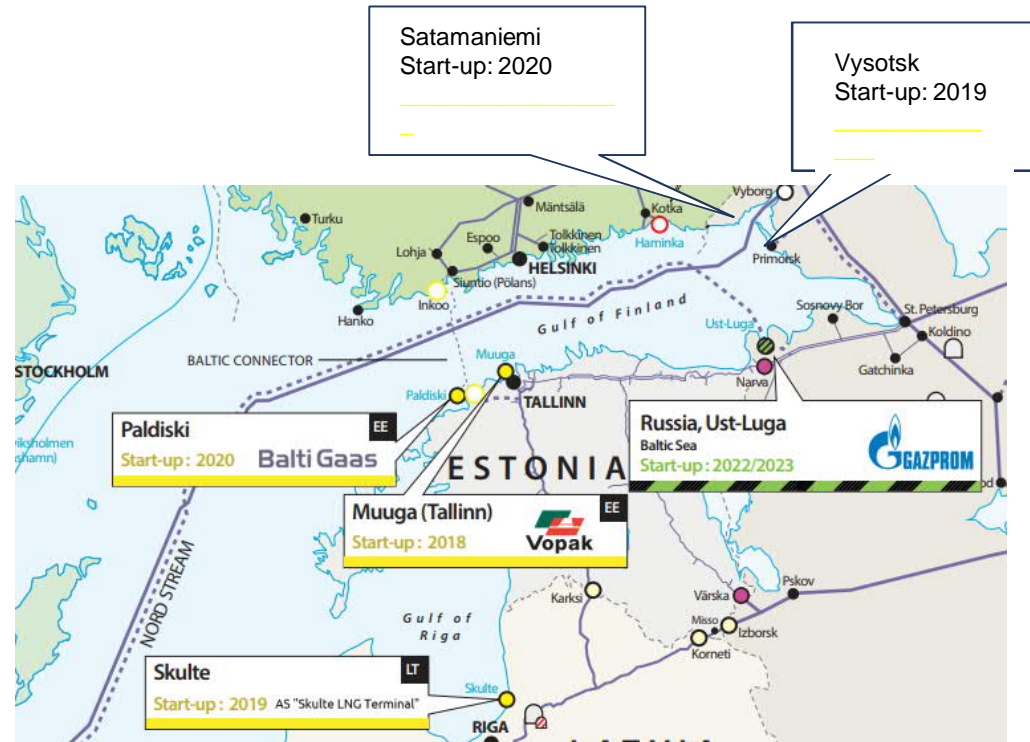 Satamaniemi
Start-up: 2020
Vysotsk
Start-up: 2019
Vyborg
Turku
Mäntsälä
Kotka
Lohja
Espoo
Tolkkinen
Tolkkinen
Haminka
HELSINKI
Primorsk
Siuntio (Pölans)
Inkoo
Hanko
Gulf of Finland
Sosnovy Bor
St. Petersburg
Ust-Luga
Koldino
BALTIC CONNECTOR
Muuga
Gatchinka
STOCKHOLM
Narva
Paldiski
TALLINN
Paldiski
EE
Start-up: 2020
Balti Gaas
Russia, Ust-Luga
Baltic Sea
Start-up: 2022/2023
GAZPROM
viksholmen
shamn)
ESTONIA
Muuga (Tallinn)
EE
Start-up: 2018
Vopak
od
NORD STREAM
Pskov
Karksi
Värska
Gulf of
Riga
Misso
Izborsk
Korneti
Skulte
LT
Start-up: 2019 AS "Skulte LNG Terminal"
Skulte
RIGA
LATVIA